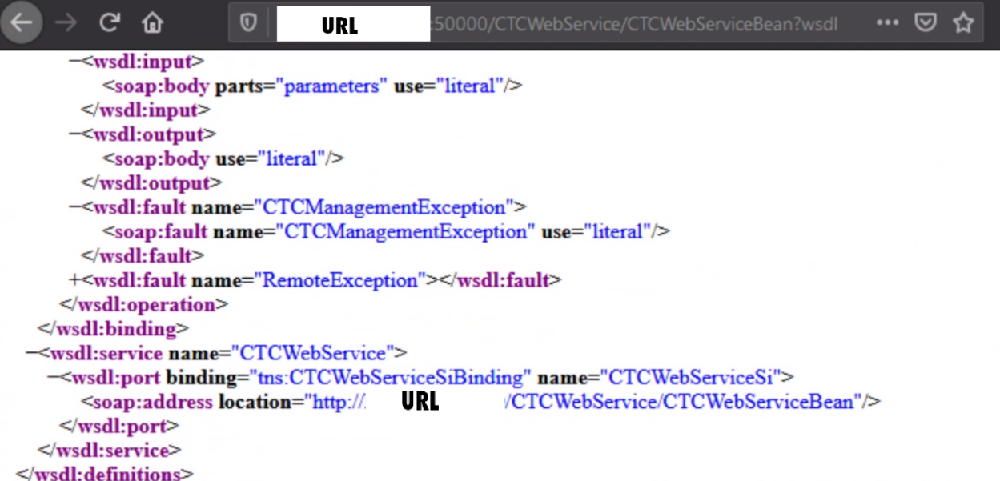 URL :50000/CTCWebService/CTCWebServiceBean?wsdl
−<wsdl:input>
<soap:body parts="parameters" use="literal"/>
</wsdl:input>
−<wsdl:output>
<soap:body use="literal"/>
</wsdl:output>
−<wsdl:fault name="CTCManagementException">
<soap:fault name="CTCManagementException" use="literal"/>
</wsdl:fault>
+<wsdl:fault name="RemoteException"></wsdl:fault>
</wsdl:operation>
</wsdl:binding>
−<wsdl:service name="CTCWebService">
−<wsdl:port binding="tns:CTCWebServiceSiBinding" name="CTCWebServiceSi">
<soap:address location="http://. URL /CTCWebService/CTCWebServiceBean"/>
</wsdl:port>
</wsdl:service>
</wsdl:definitions>